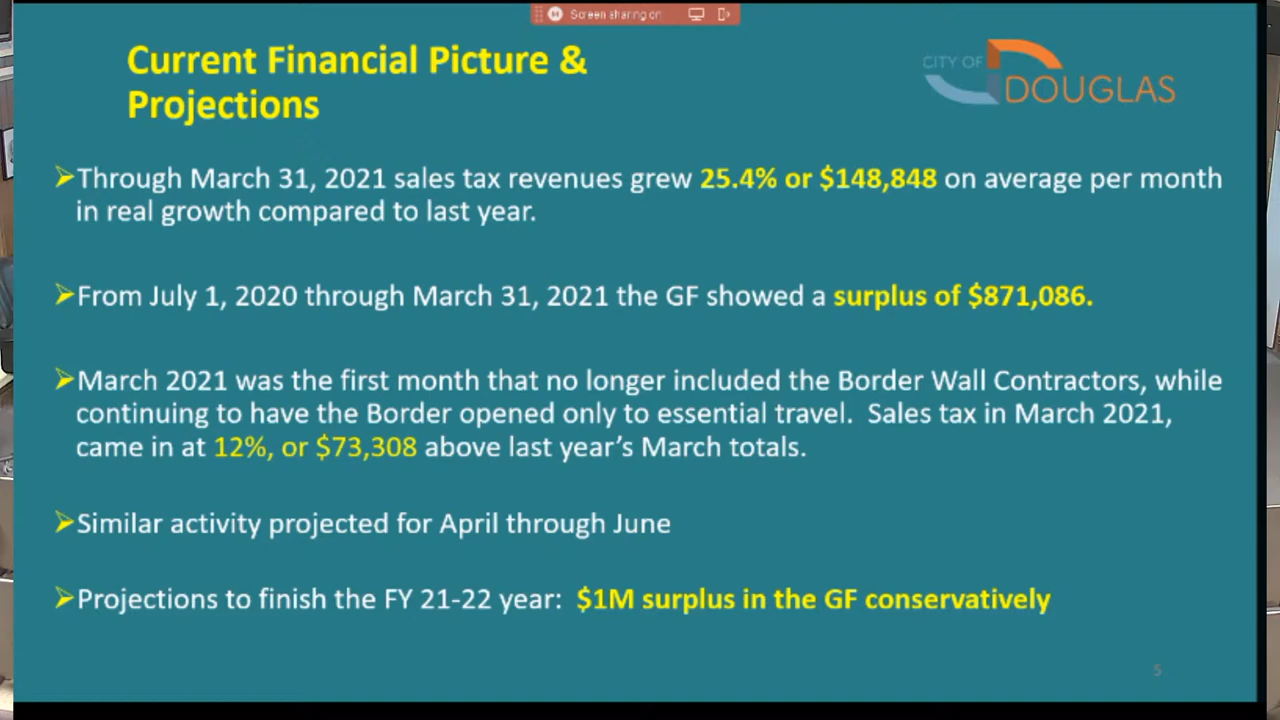 Screen sharing on
Current Financial Picture &
Projections
CITY OF
DOUGLAS
Through March 31, 2021 sales tax revenues grew 25.4% or $148,848 on average per month
in real growth compared to last year.
From July 1, 2020 through March 31, 2021 the GF showed a surplus of $871,086.
March 2021 was the first month that no longer included the Border Wall Contractors, while
continuing to have the Border opened only to essential travel.  Sales tax in March 2021,
came in at 12%, or $73,308 above last year’s March totals.
Similar activity projected for April through June
Projections to finish the FY 21-22 year:  $1M surplus in the GF conservatively
5